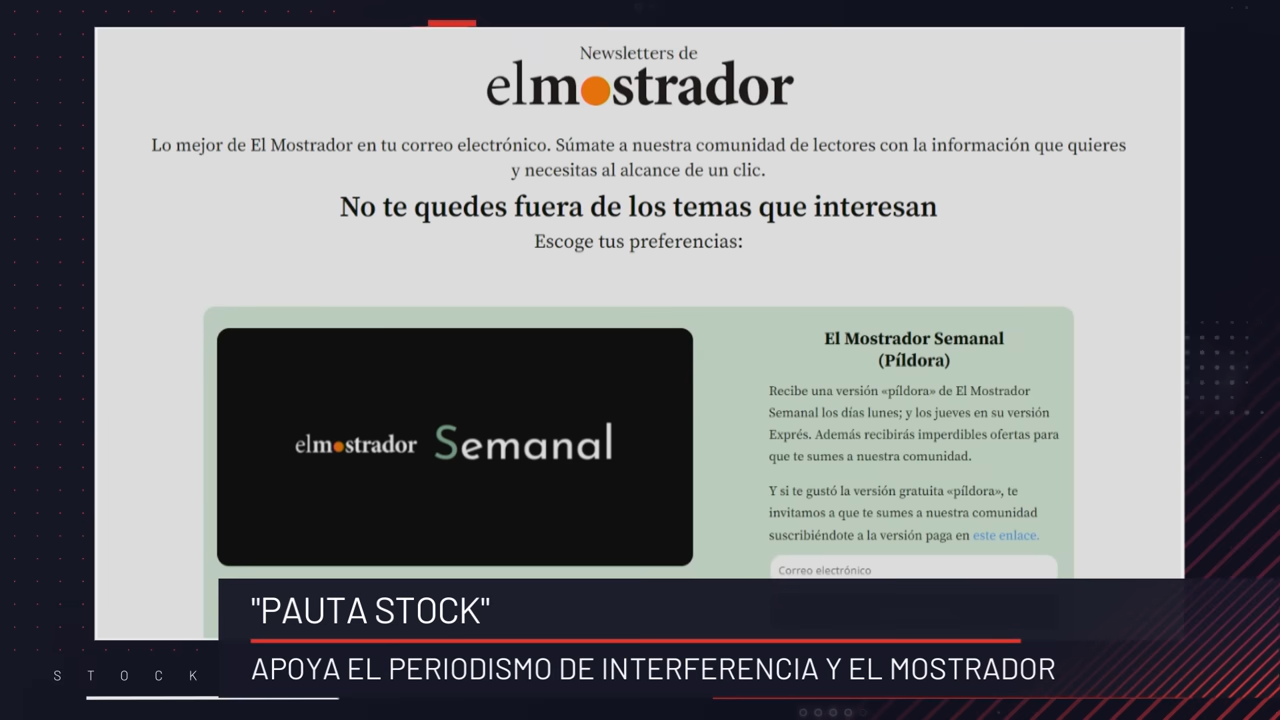 Newsletters de
elmostrador
Lo mejor de El Mostrador en tu correo electrónico. Súmate a nuestra comunidad de lectores con la información que quieres
y necesitas al alcance de un clic.
No te quedes fuera de los temas que interesan
Escoge tus preferencias:
elmostrador Semanal
El Mostrador Semanal
(Píldora)
Recibe una versión «píldora» de El Mostrador
Semanal los días lunes; y los jueves en su versión
Exprés. Además recibirás imperdibles ofertas para
que te sumes a nuestra comunidad.
Y si te gustó la versión gratuita «píldora», te
invitamos a que te sumes a nuestra comunidad
suscribiéndote a la versión paga en este enlace.
Correo electrónico
"PAUTA STOCK"
APOYA EL PERIODISMO DE INTERFERENCIA Y EL MOSTRADOR
STOCK